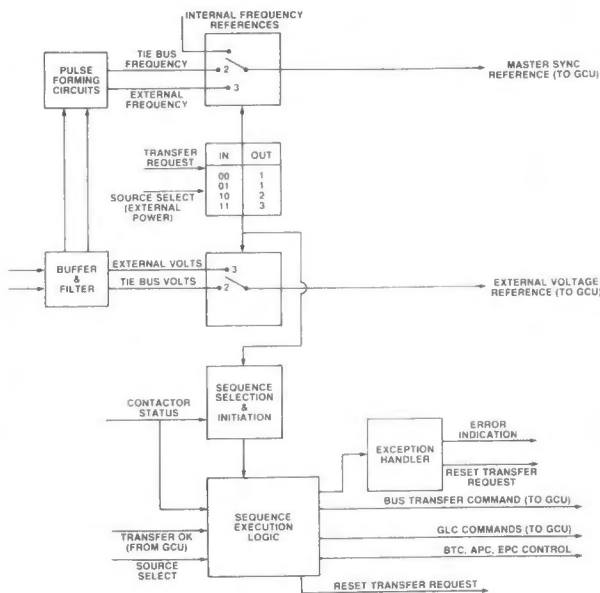 INTERNAL FREQUENCY
REFERENCES
TIE BUS
FREQUENCY
2
PULSE
FORMING
CIRCUITS
EXTERNAL
FREQUENCY
3
MASTER SYNC
REFERENCE (TO GCU)
TRANSFER
REQUEST
IN OUT
00 1
01 1
10 2
11 3
SOURCE SELECT
(EXTERNAL
POWER)
BUFFER
&
FILTER
EXTERNAL VOLTS
3
TIE BUS VOLTS
2
EXTERNAL VOLTAGE
REFERENCE (TO GCU)
SEQUENCE
SELECTION
&
INITIATION
CONTACTOR
STATUS
EXCEPTION
HANDLER
ERROR
INDICATION
RESET TRANSFER
REQUEST
BUS TRANSFER COMMAND (TO GCU)
SEQUENCE
EXECUTION
LOGIC
TRANSFER OK
(FROM GCU)
GLC COMMANDS (TO GCU)
BTC, APC, EPC CONTROL
SOURCE
SELECT
RESET TRANSFER REQUEST